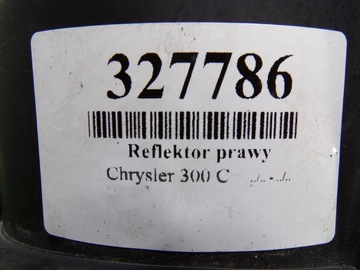 327786
Reflektor prawy
Chrysler 300 C ../.. - ../..